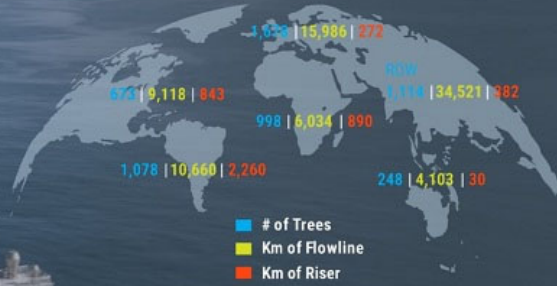 | 15,986 | 272
ROW
673 | 9,118 | 843
1,114 | 34,521 |
998 | 6,034 | 890
1,078 | 10,660 | 2,260
248 | 4,103 | 30
# of Trees
Km of Flowline
Km of Riser